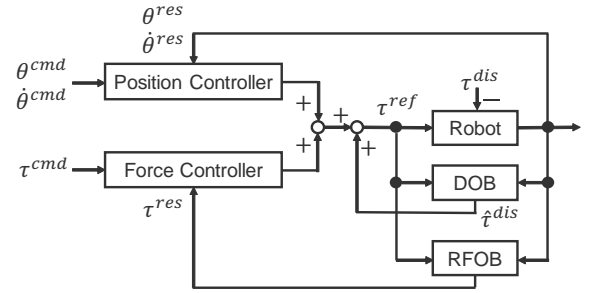 θ^res
θ̇^res
θ^cmd
θ̇^cmd
Position Controller
τ^dis
−
+
+
τ^ref
Robot
+
+
τ^cmd
Force Controller
DOB
τ^res
τ̂^dis
RFOB